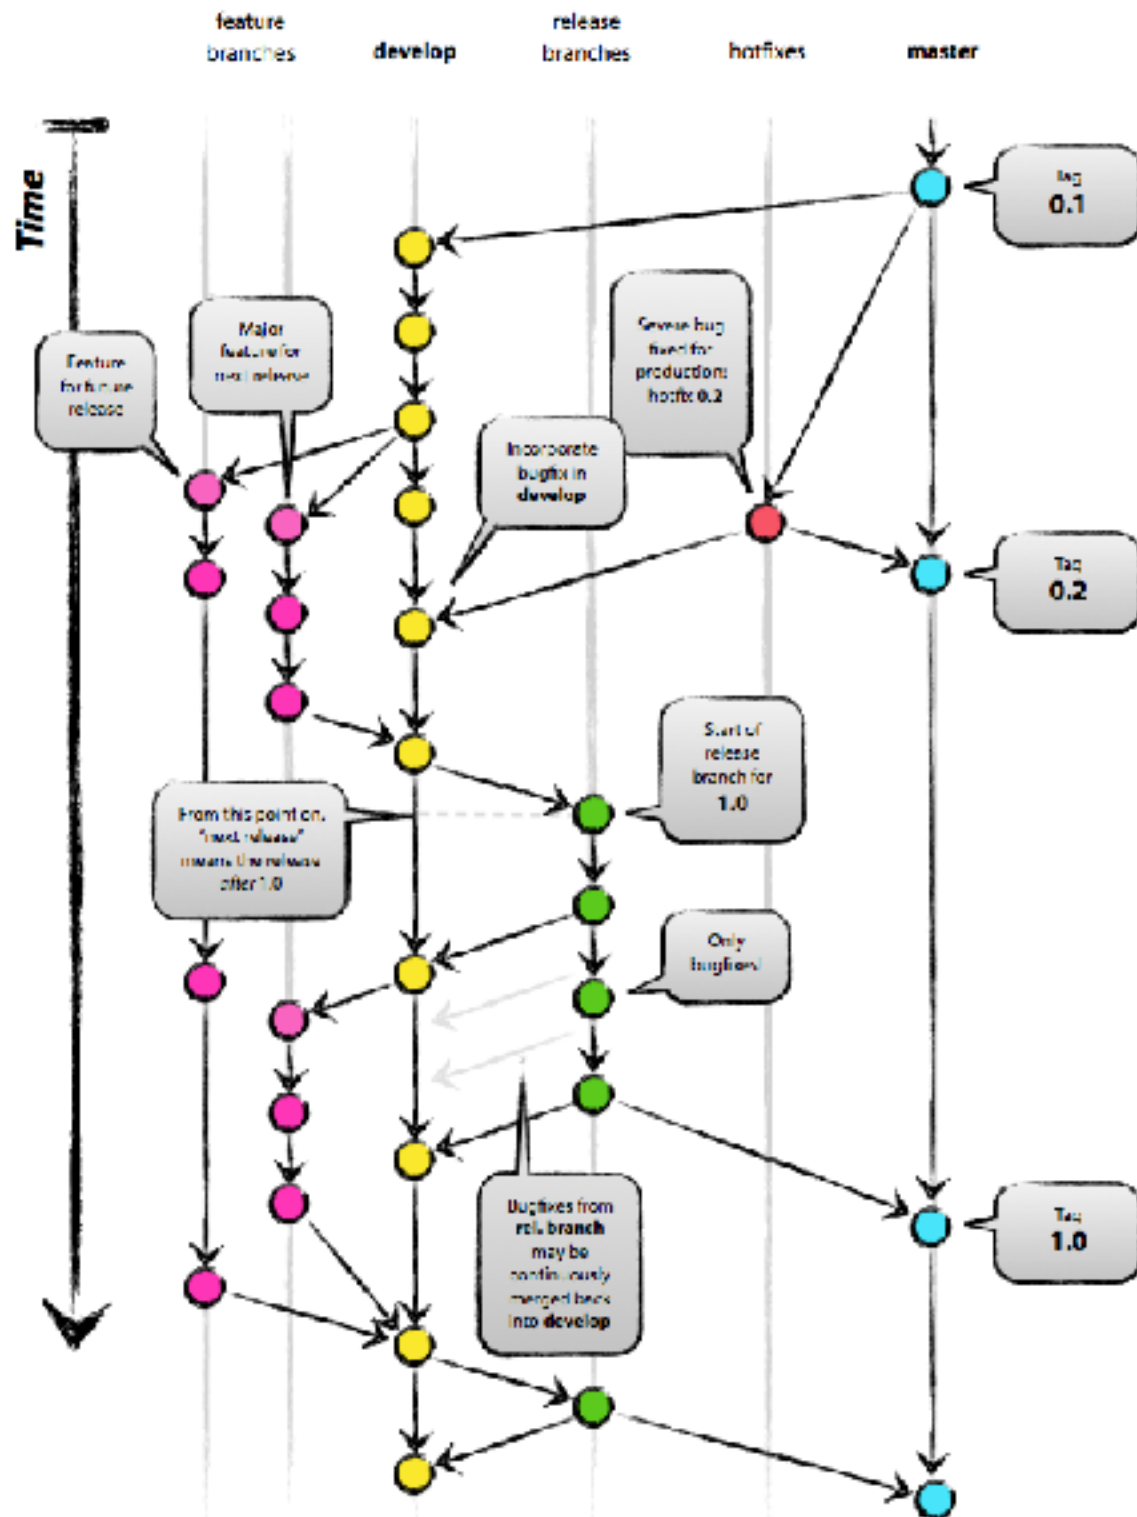 feature
branches
develop
release
branches
hotfixes
master
Time
Tag
0.1
Severe bug
fixed for
production:
hotfix 0.2
Major
feature for
next release
Feature
for future
release
Incorporate
bugfix in
develop
Tag
0.2
Start of
release
branch for
1.0
From this point on,
"next release"
means the release
after 1.0
Only
bugfixes!
Bugfixes from
rel. branch
may be
continuously
merged back
into develop
Tag
1.0